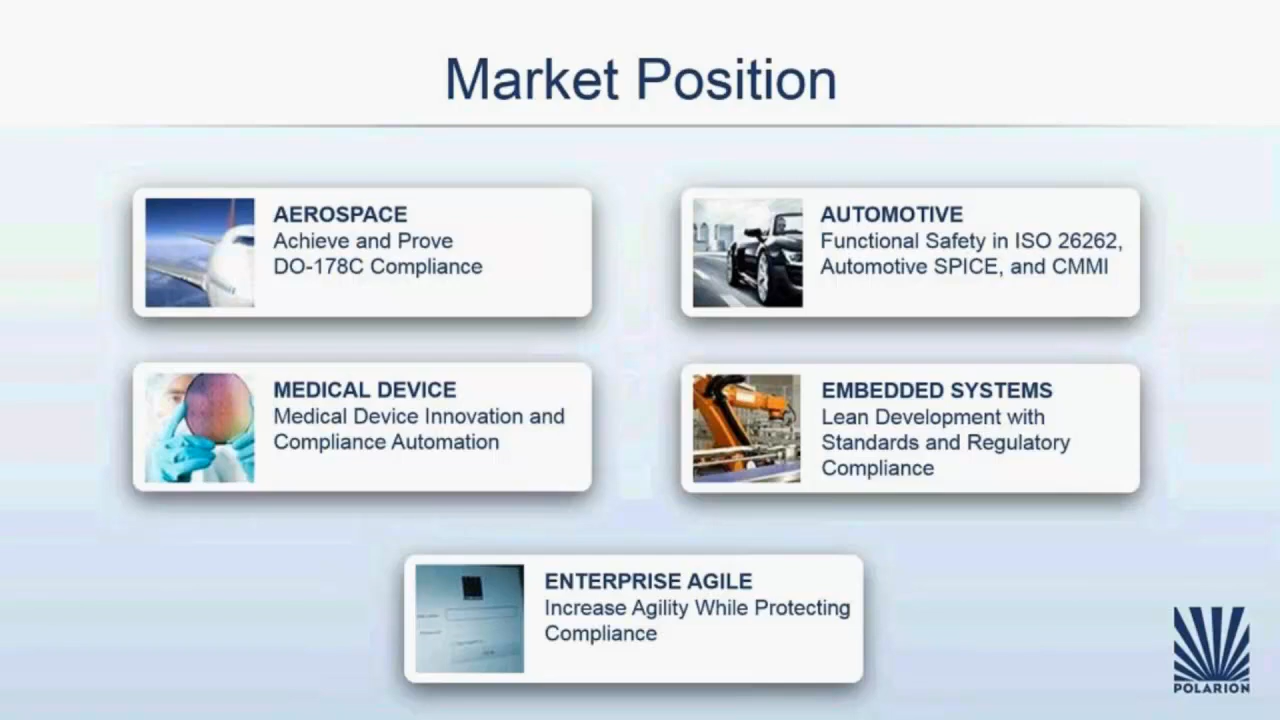 Market Position
AEROSPACE
Achieve and Prove
DO-178C Compliance
AUTOMOTIVE
Functional Safety in ISO 26262,
Automotive SPICE, and CMMI
MEDICAL DEVICE
Medical Device Innovation and
Compliance Automation
EMBEDDED SYSTEMS
Lean Development with
Standards and Regulatory
Compliance
ENTERPRISE AGILE
Increase Agility While Protecting
Compliance
POLARION